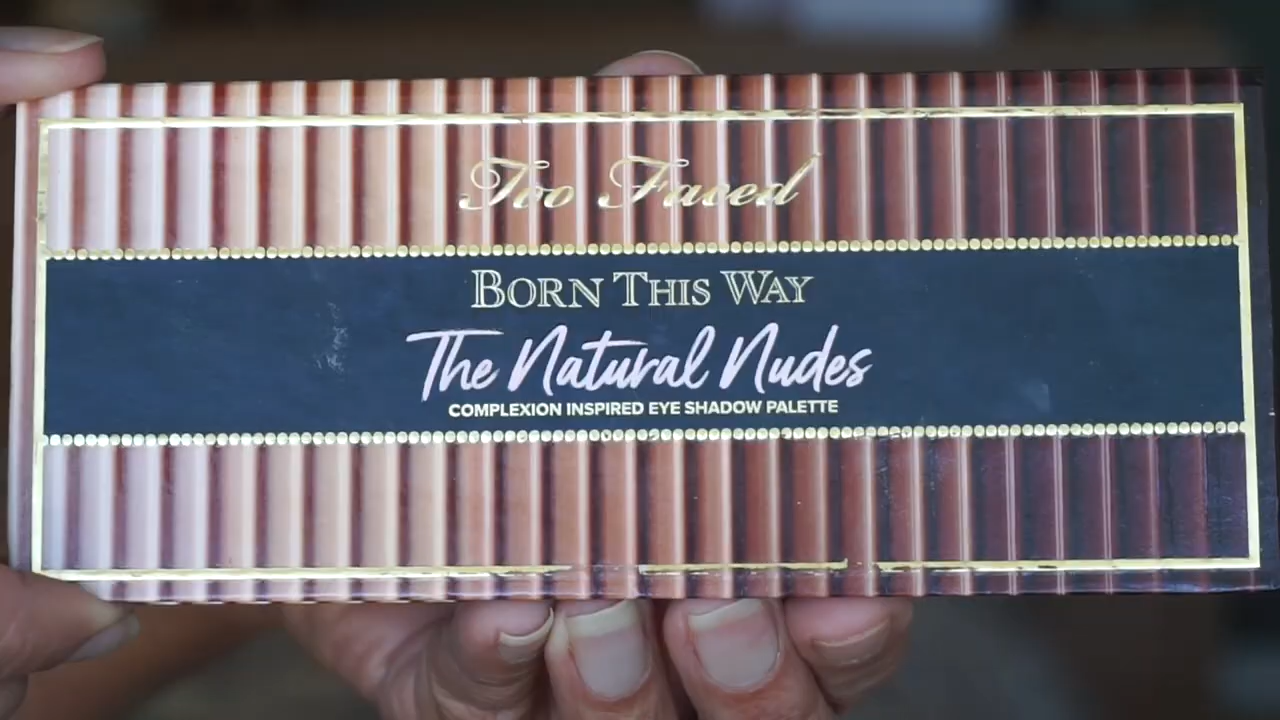 Too Faced
BORN THIS WAY
The Natural Nudes
COMPLEXION INSPIRED EYE SHADOW PALETTE